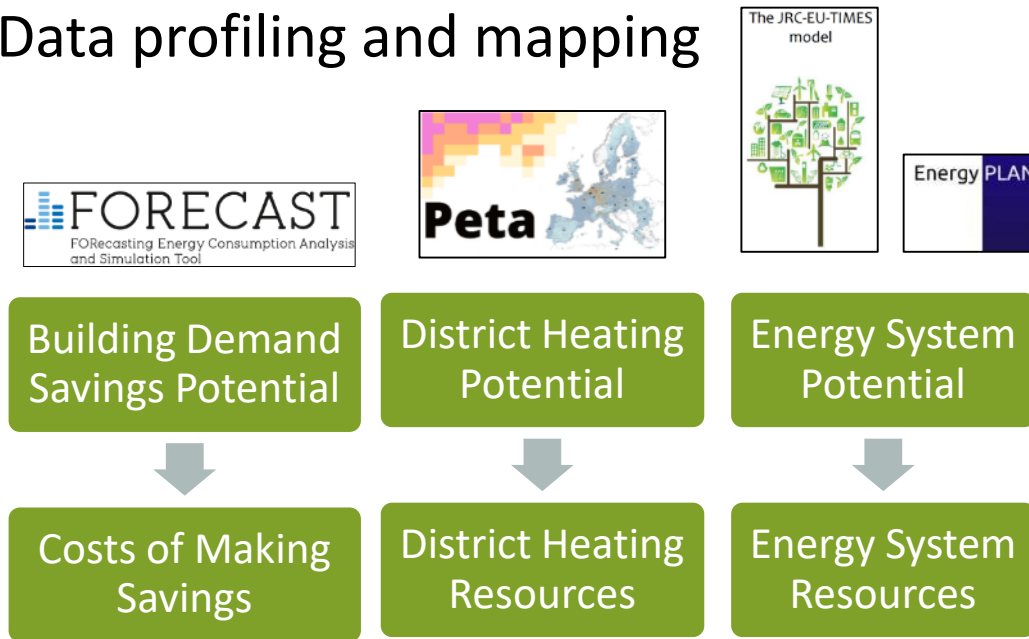 Data profiling and mapping
The JRC-EU-TIMES
model
FORECAST
FORecasting Energy Consumption Analysis
and Simulation Tool
Peta
Energy PLAN
Building Demand
Savings Potential
District Heating
Potential
Energy System
Potential
Costs of Making
Savings
District Heating
Resources
Energy System
Resources